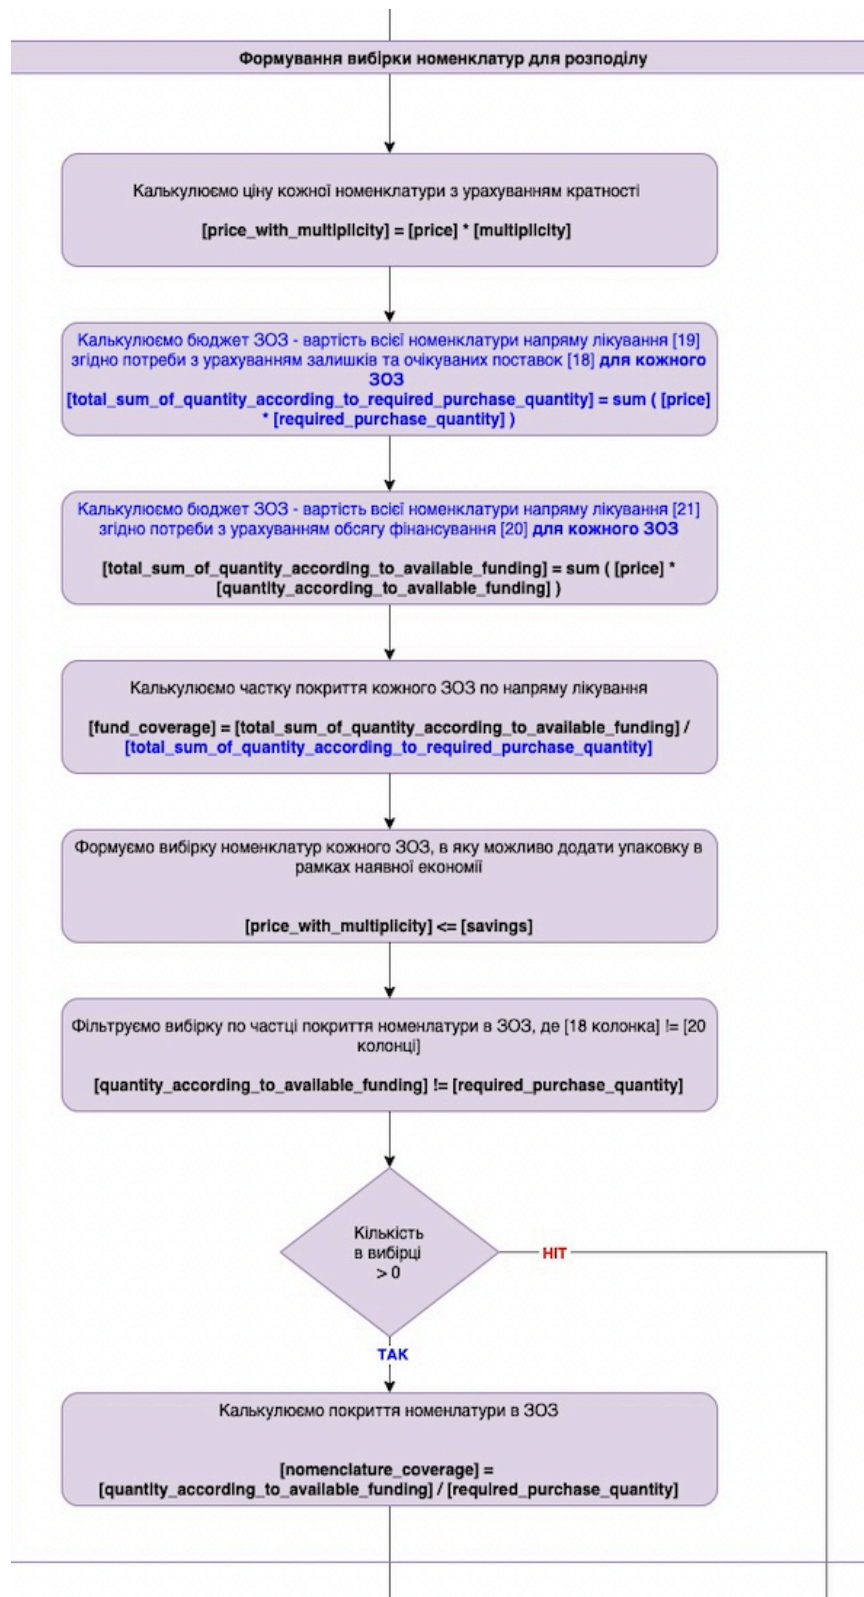 Формування вибірки номенклатур для розподілу
Калькулюємо ціну кожної номенклатури з урахуванням кратності
[price_with_multiplicity] = [price] * [multiplicity]
Калькулюємо бюджет ЗОЗ - вартість всієї номенклатури напряму лікування [19]
згідно потреби з урахуванням залишків та очікуваних поставок [18] для кожного
ЗОЗ
[total_sum_of_quantity_according_to_required_purchase_quantity] = sum ( [price]
* [required_purchase_quantity] )
Калькулюємо бюджет ЗОЗ - вартість всієї номенклатури напряму лікування [21]
згідно потреби з урахуванням обсягу фінансування [20] для кожного ЗОЗ
[total_sum_of_quantity_according_to_available_funding] = sum ( [price] *
[quantity_according_to_available_funding] )
Калькулюємо частку покриття кожного ЗОЗ по напряму лікування
[fund_coverage] = [total_sum_of_quantity_according_to_available_funding] /
[total_sum_of_quantity_according_to_required_purchase_quantity]
Формуємо вибірку номенклатур кожного ЗОЗ, в яку можливо додати упаковку в
рамках наявної економії
[price_with_multiplicity] <= [savings]
Фільтруємо вибірку по частці покриття номенлатури в ЗОЗ, де [18 колонка] != [20
колонці]
[quantity_according_to_available_funding] != [required_purchase_quantity]
Кількість
в вибірці
> 0
НІТ
ТАК
Калькулюємо покриття номенлатури в ЗОЗ
[nomenclature_coverage] =
[quantity_according_to_available_funding] / [required_purchase_quantity]